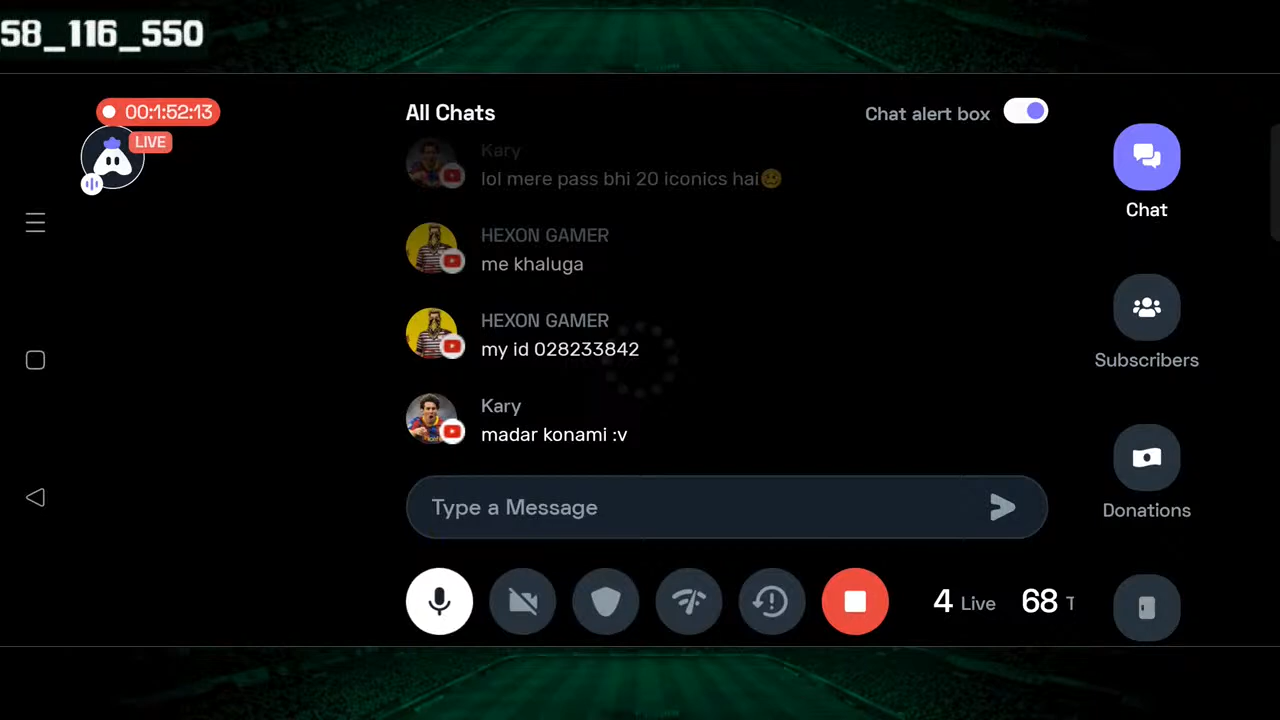 58_116_550
00:1:52:13
LIVE
All Chats
Chat alert box
Kary
lol mere pass bhi 20 iconics hai🥴
HEXON GAMER
me khaluga
HEXON GAMER
my id 028233842
Kary
madar konami :v
Type a Message
Chat
Subscribers
Donations
4 Live 68 T